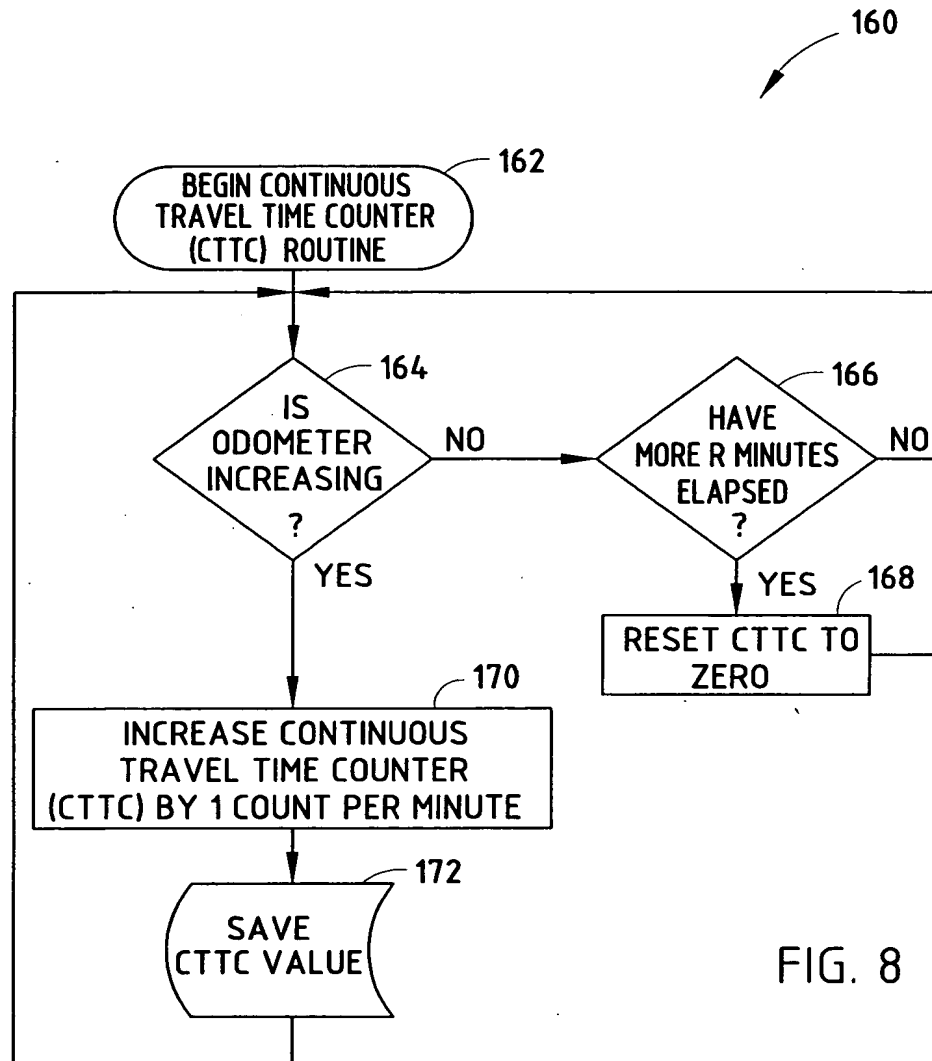 160
162
BEGIN CONTINUOUS
TRAVEL TIME COUNTER
(CTTC) ROUTINE
164
IS
ODOMETER
INCREASING
?
NO
YES
166
HAVE
MORE R MINUTES
ELAPSED
?
NO
YES
168
RESET CTTC TO
ZERO
170
INCREASE CONTINUOUS
TRAVEL TIME COUNTER
(CTTC) BY 1 COUNT PER MINUTE
172
SAVE
CTTC VALUE
FIG. 8